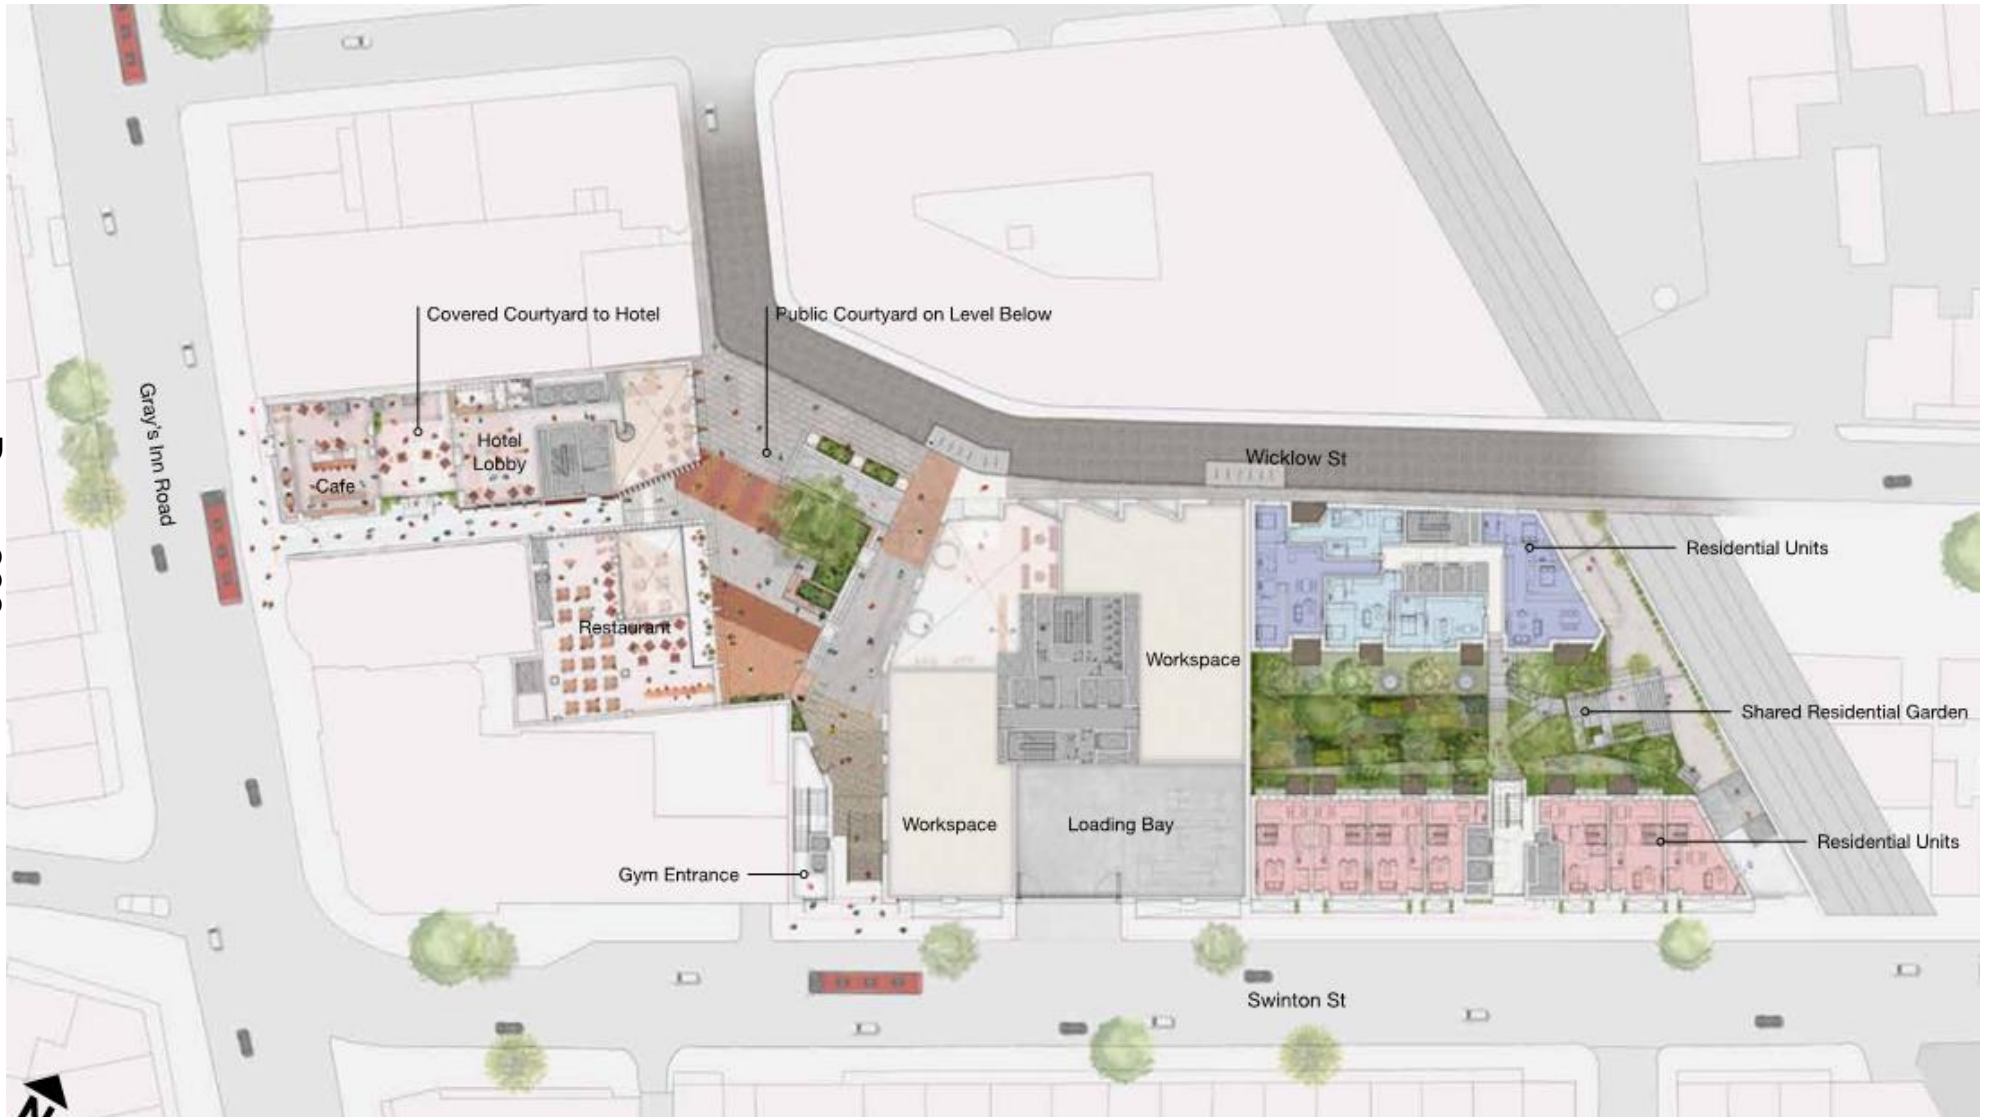 Covered Courtyard to Hotel
Public Courtyard on Level Below
Gray's Inn Road
Hotel
Lobby
Cafe
Wicklow St
Residential Units
Restaurant
Workspace
Shared Residential Garden
Workspace
Loading Bay
Residential Units
Gym Entrance
Swinton St
N